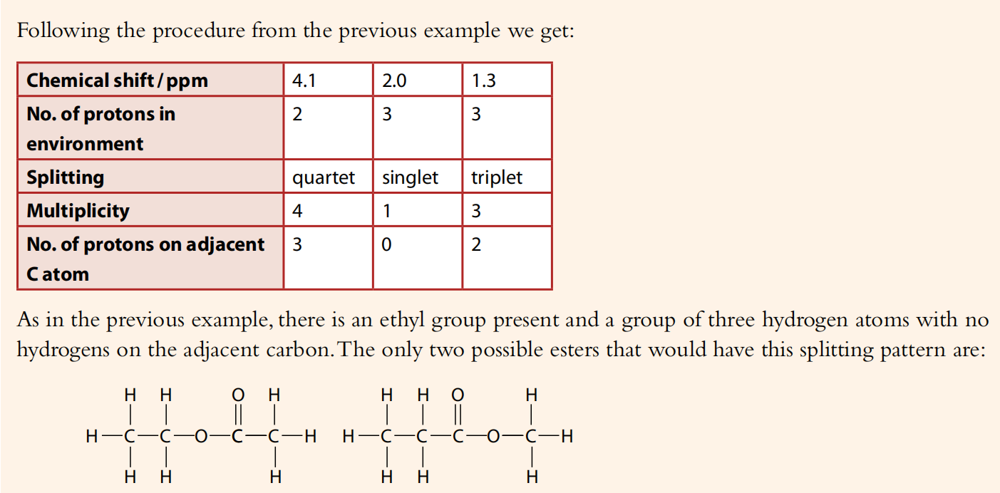 Following the procedure from the previous example we get:
Chemical shift/ppm 4.1 2.0 1.3
No. of protons in 2 3 3
environment
Splitting quartet singlet triplet
Multiplicity 4 1 3
No. of protons on adjacent 3 0 2
C atom
As in the previous example, there is an ethyl group present and a group of three hydrogen atoms with no
hydrogens on the adjacent carbon. The only two possible esters that would have this splitting pattern are:
H H O H H H O H
H—C—C—O—C—C—H H—C—C—C—O—C—H
H H H H H H